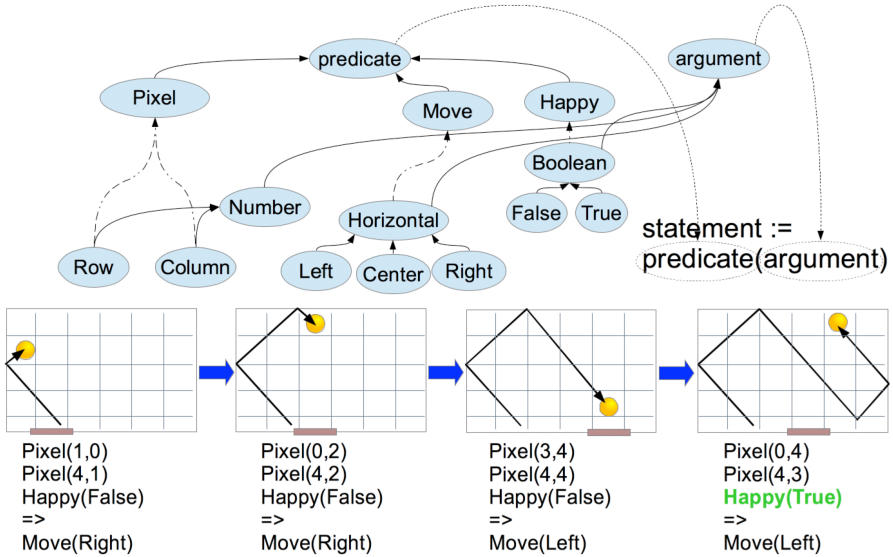 predicate
argument
Pixel
Move
Happy
Boolean
Number
Horizontal
False
True
statement :=
predicate(argument)
Row
Column
Left
Center
Right
Pixel(1,0)
Pixel(4,1)
Happy(False)
=>
Move(Right)
Pixel(0,2)
Pixel(4,2)
Happy(False)
=>
Move(Right)
Pixel(3,4)
Pixel(4,4)
Happy(False)
=>
Move(Left)
Pixel(0,4)
Pixel(4,3)
Happy(True)
=>
Move(Left)